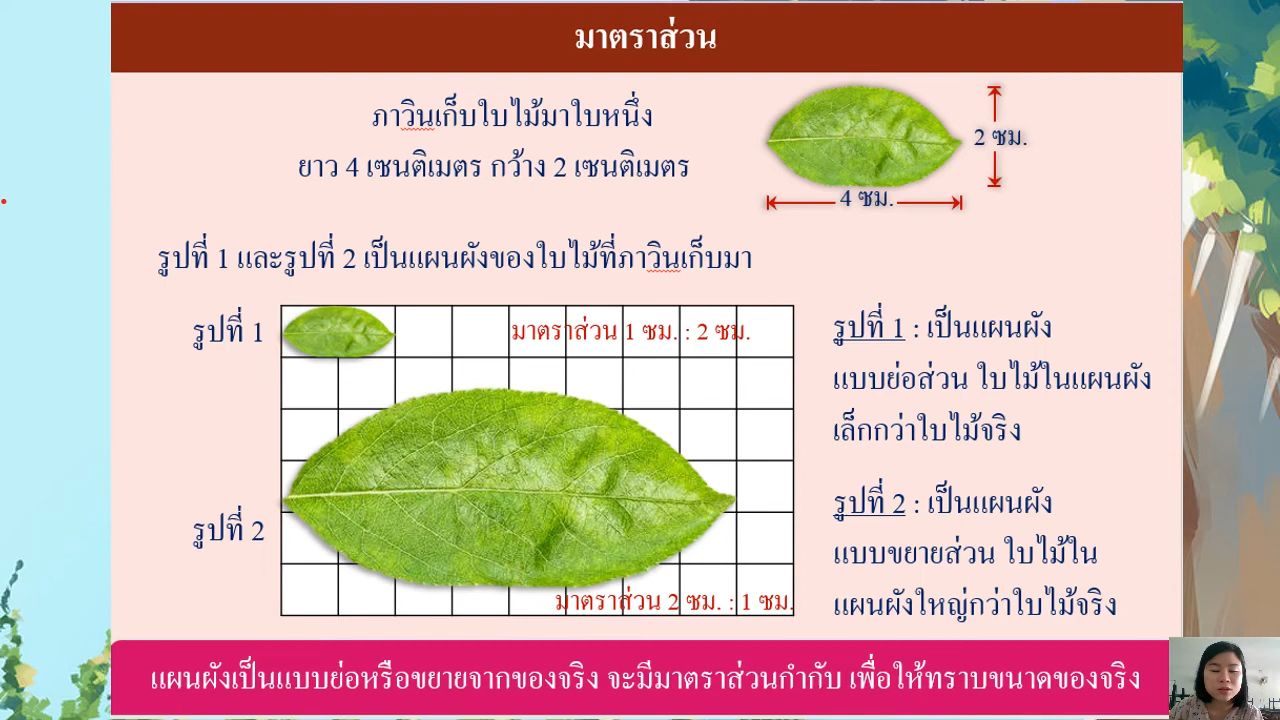 มาตราส่วน
ภาวินเก็บใบไม้มาใบหนึ่ง
ยาว 4 เซนติเมตร กว้าง 2 เซนติเมตร
2 ซม.
4 ซม.
รูปที่ 1 และรูปที่ 2 เป็นแผนผังของใบไม้ที่ภาวินเก็บมา
รูปที่ 1
มาตราส่วน 1 ซม. : 2 ซม.
รูปที่ 2
มาตราส่วน 2 ซม. : 1 ซม.
รูปที่ 1 : เป็นแผนผัง
แบบย่อส่วน ใบไม้ในแผนผัง
เล็กกว่าใบไม้จริง
รูปที่ 2 : เป็นแผนผัง
แบบขยายส่วน ใบไม้ใน
แผนผังใหญ่กว่าใบไม้จริง
แผนผังเป็นแบบย่อหรือขยายจากของจริง จะมีมาตราส่วนกำกับ เพื่อให้ทราบขนาดของจริง